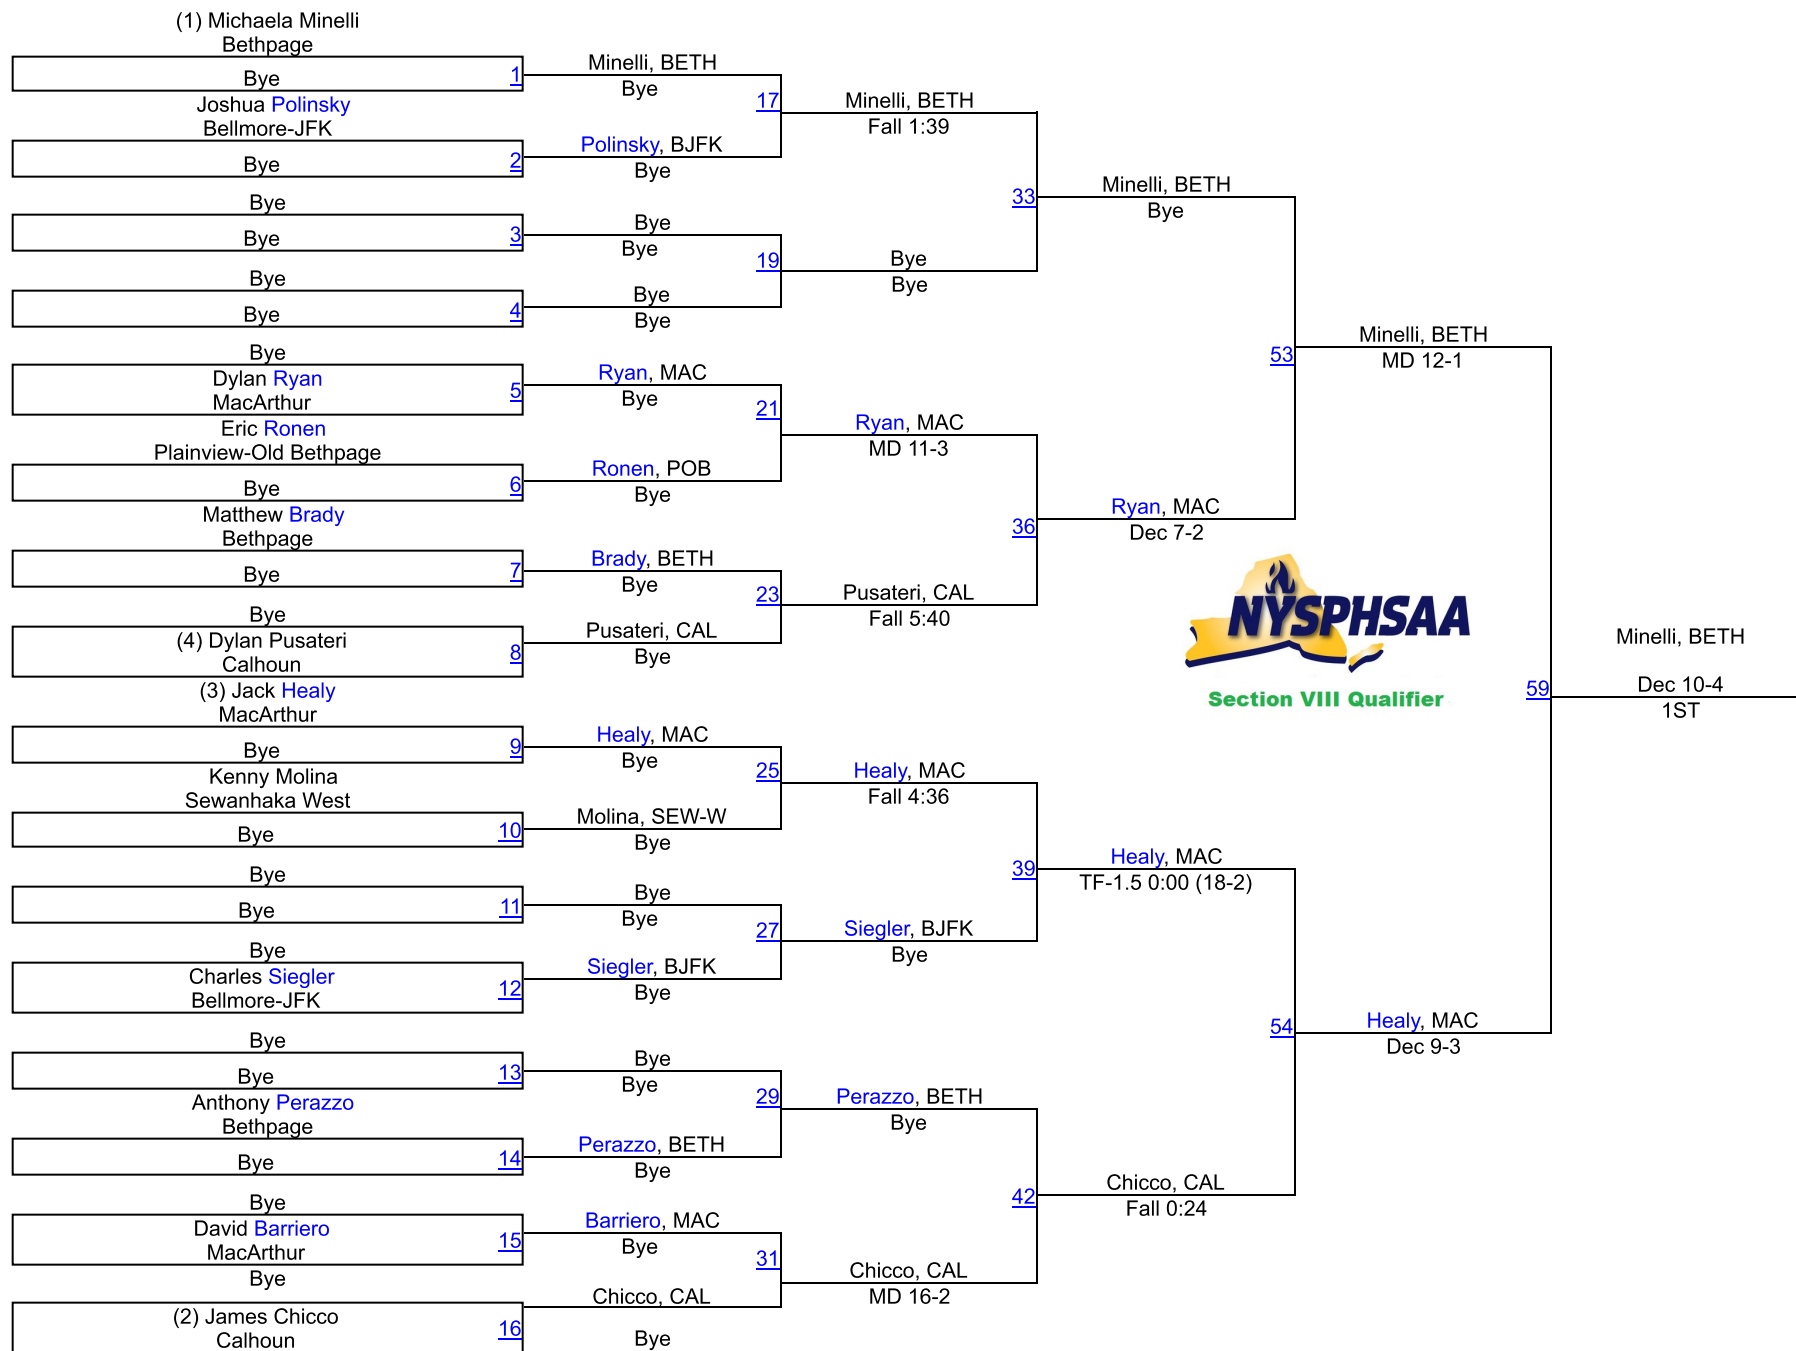 (1) Michaela Minelli
Bethpage
Bye 1
Joshua Polinsky
Bellmore-JFK
Bye 2
Bye
Bye 3
Bye
Bye 4
Bye
Dylan Ryan
MacArthur
5
Eric Ronen
Plainview-Old Bethpage
Bye 6
Matthew Brady
Bethpage
Bye 7
Bye
(4) Dylan Pusateri
Calhoun
8
(3) Jack Healy
MacArthur
Bye 9
Kenny Molina
Sewanhaka West
Bye 10
Bye
Bye 11
Bye
Charles Siegler
Bellmore-JFK
12
Bye
Bye 13
Anthony Perazzo
Bethpage
Bye 14
Bye
David Barriero
MacArthur
15
Bye
(2) James Chicco
Calhoun
16
Minelli, BETH
Bye
17
Polinsky, BJFK
Bye
Bye
Bye
19
Bye
Bye
Ryan, MAC
Bye
21
Ronen, POB
Bye
Brady, BETH
Bye
23
Pusateri, CAL
Bye
Healy, MAC
Bye
25
Molina, SEW-W
Bye
Bye
Bye
27
Siegler, BJFK
Bye
Bye
Bye
29
Perazzo, BETH
Bye
Barriero, MAC
Bye
31
Chicco, CAL
Bye
Minelli, BETH
Fall 1:39
33
Bye
Bye
Ryan, MAC
MD 11-3
36
Pusateri, CAL
Fall 5:40
Healy, MAC
Fall 4:36
39
Siegler, BJFK
Bye
Perazzo, BETH
Bye
42
Chicco, CAL
MD 16-2
Minelli, BETH
Bye
53
Ryan, MAC
Dec 7-2
Healy, MAC
TF-1.5 0:00 (18-2)
54
Chicco, CAL
Fall 0:24
Minelli, BETH
MD 12-1
NYSPHSAA
Section VIII Qualifier
59
Healy, MAC
Dec 9-3
Minelli, BETH
Dec 10-4
1ST